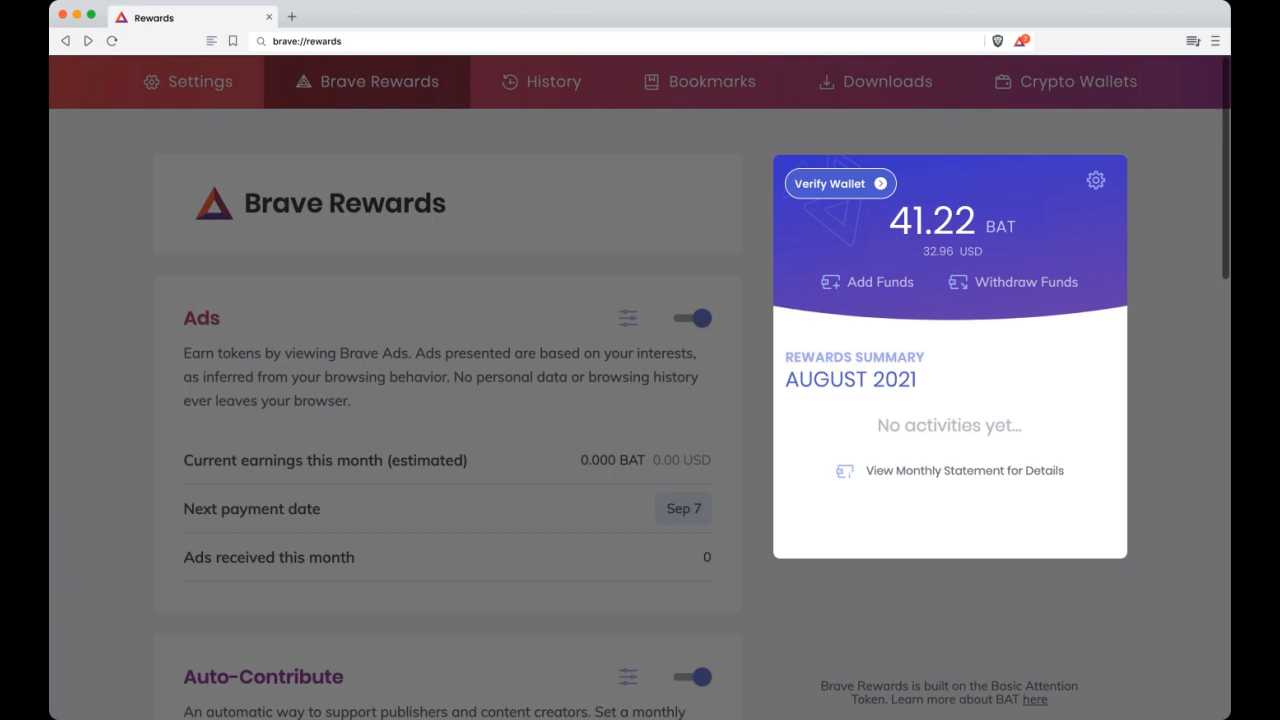 Rewards
brave://rewards
7
Settings
Brave Rewards
History
Bookmarks
Downloads
Crypto Wallets
Brave Rewards
Ads
Earn tokens by viewing Brave Ads. Ads presented are based on your interests,
as inferred from your browsing behavior. No personal data or browsing history
ever leaves your browser.
Current earnings this month (estimated) 0.000 BAT 0.00 USD
Next payment date Sep 7
Ads received this month 0
Auto-Contribute
An automatic way to support publishers and content creators. Set a monthly
Verify Wallet
41.22 BAT
32.96 USD
Add Funds Withdraw Funds
REWARDS SUMMARY
AUGUST 2021
No activities yet...
View Monthly Statement for Details
Brave Rewards is built on the Basic Attention
Token. Learn more about BAT here